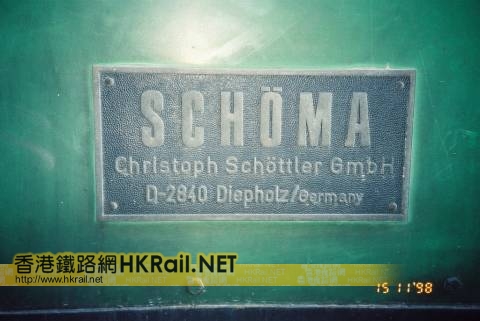 SCHÖMA
Christoph Schöttler GmbH
D-2840 Diepholz/Germany
香港鐵路網HKRail.NET
www.hkrail.net
15 11'98